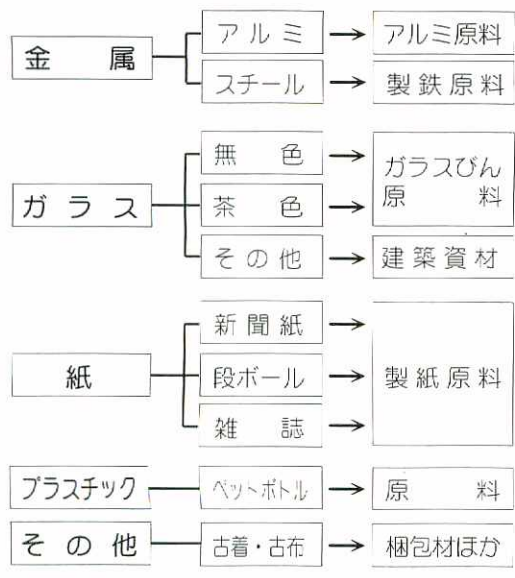 金属
アルミ
アルミ原料
スチール
製鉄原料
ガラス
無色
ガラスびん
原料
茶色
その他
建築資材
紙
新聞紙
製紙原料
段ボール
雑誌
プラスチック
ペットボトル
原料
その他
古着・古布
梱包材ほか